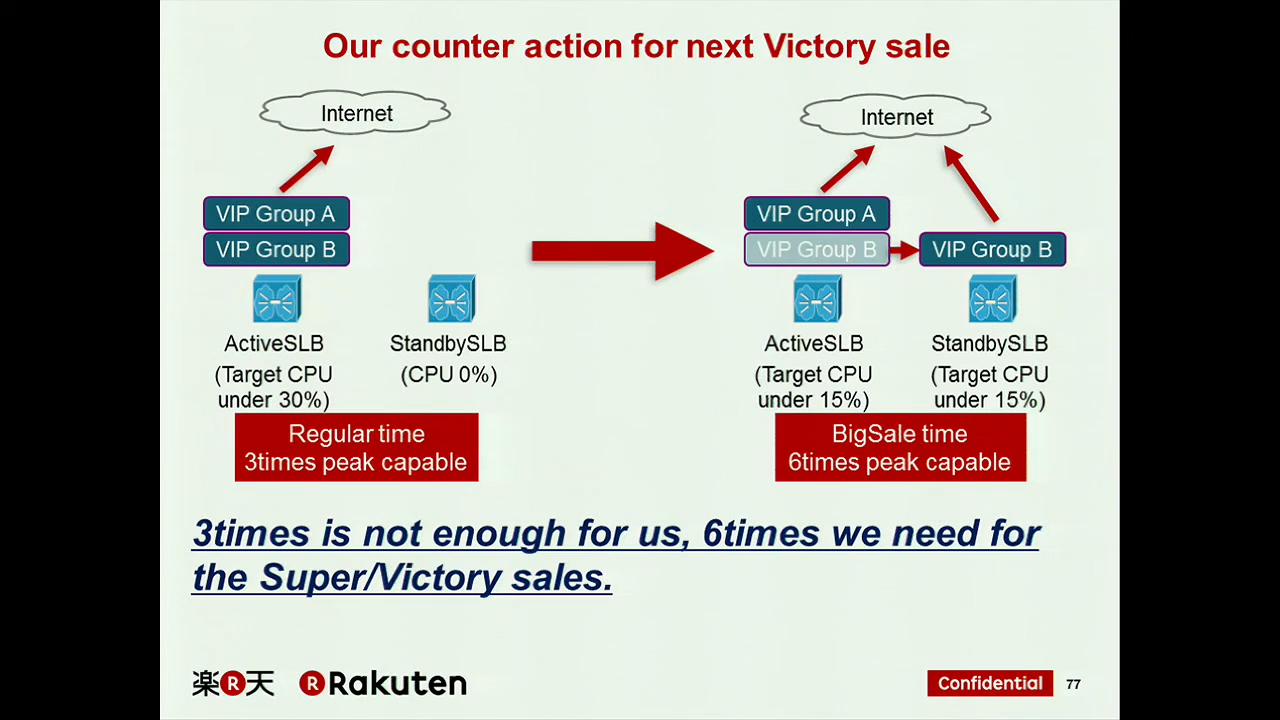 Our counter action for next Victory sale
Internet
VIP Group A
VIP Group B
ActiveSLB
(Target CPU
under 30%)
StandbySLB
(CPU 0%)
Regular time
3times peak capable
Internet
VIP Group A
VIP Group B
VIP Group B
ActiveSLB
(Target CPU
under 15%)
StandbySLB
(Target CPU
under 15%)
BigSale time
6times peak capable
3times is not enough for us, 6times we need for
the Super/Victory sales.
楽R天 R Rakuten
Confidential 77